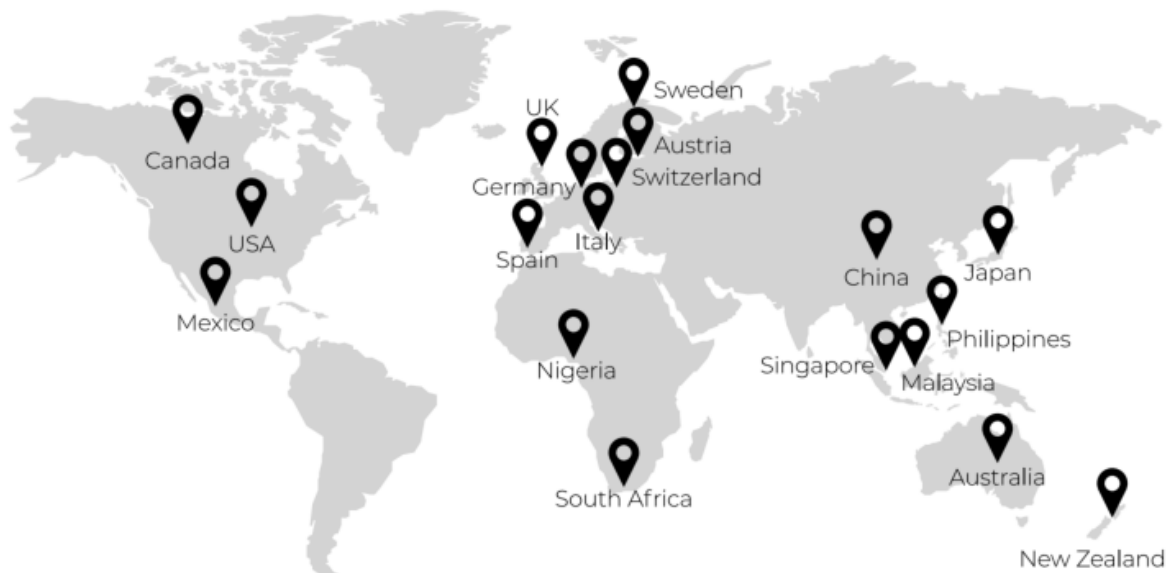 Sweden
UK
Austria
Canada
Switzerland
Germany
USA
Italy
Spain
Japan
China
Mexico
Philippines
Singapore
Nigeria
Malaysia
Australia
South Africa
New Zealand